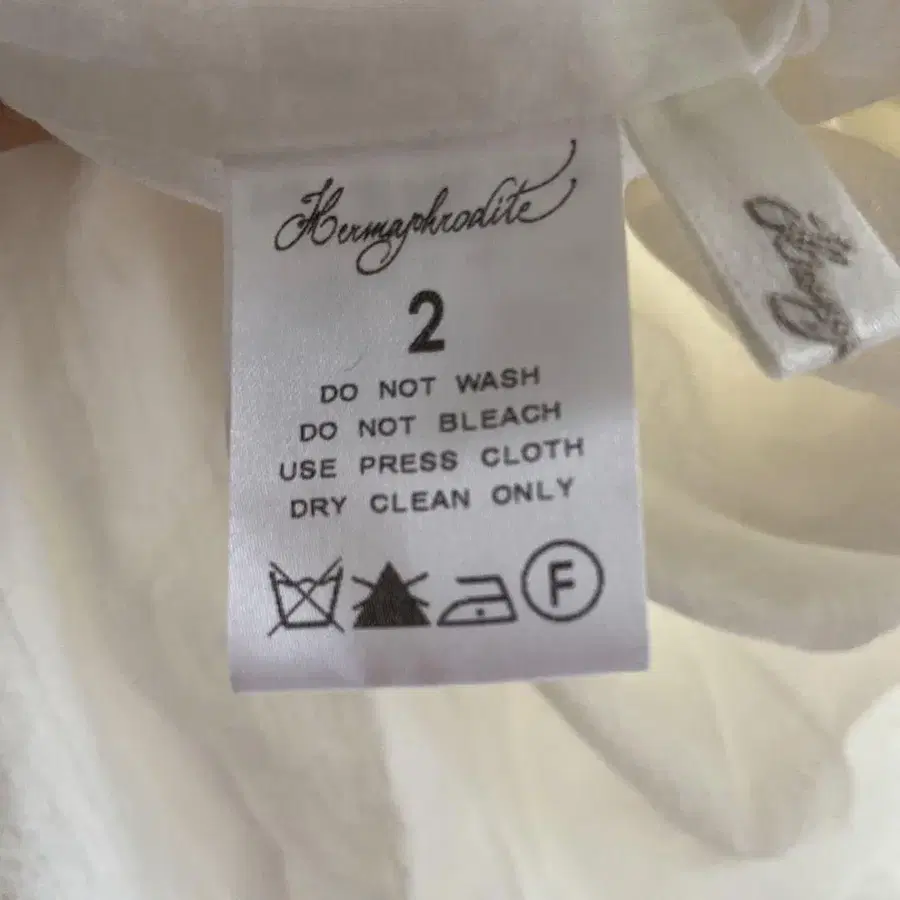 Hermaphrodite
2
DO NOT WASH
DO NOT BLEACH
USE PRESS CLOTH
DRY CLEAN ONLY
F